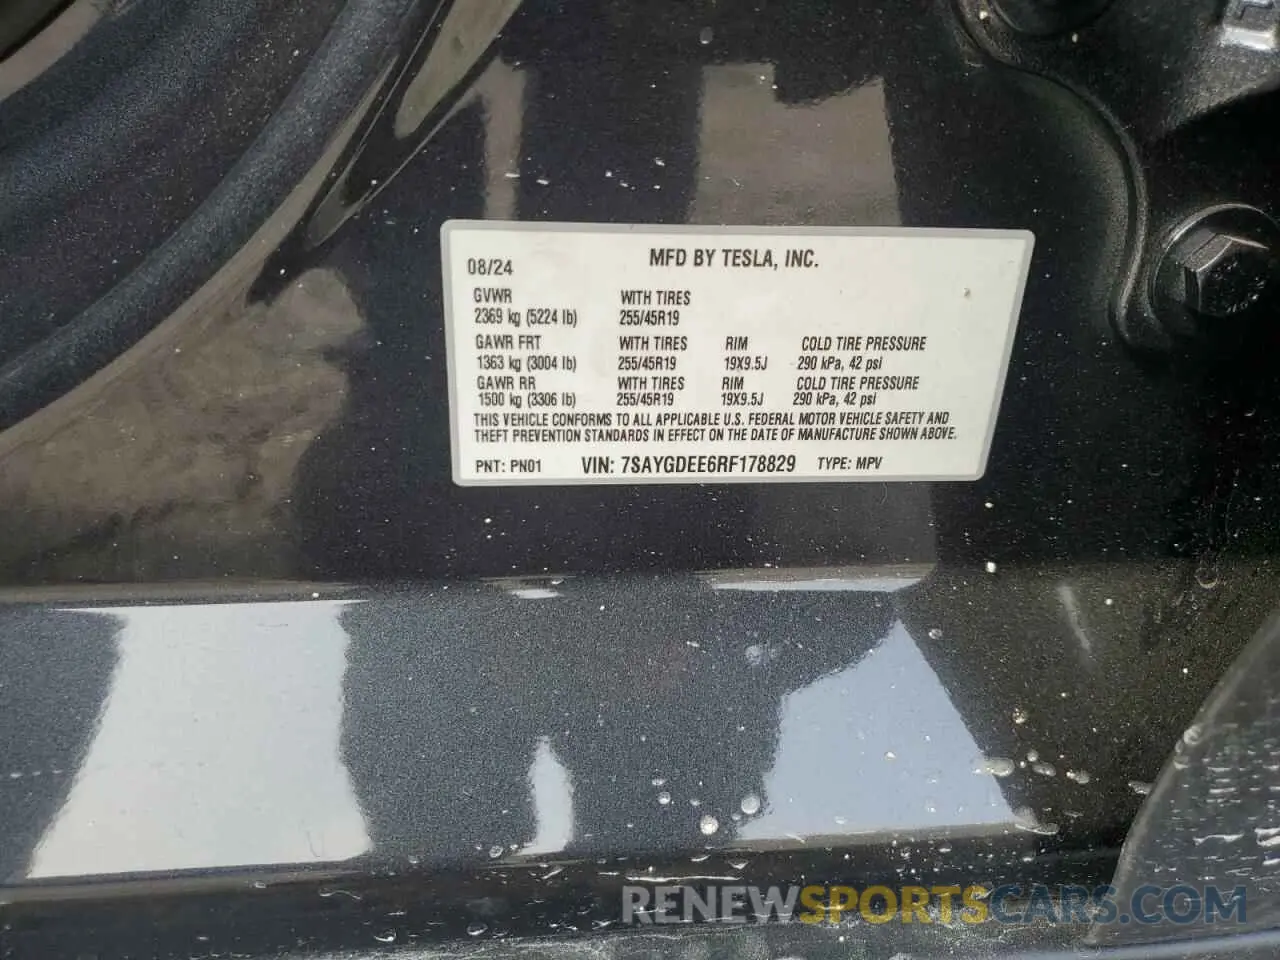 MFD BY TESLA, INC.
08/24
GVWR WITH TIRES
2369 kg (5224 lb) 255/45R19
GAWR FRT WITH TIRES RIM COLD TIRE PRESSURE
1363 kg (3004 lb) 255/45R19 19X9.5J 290 kPa, 42 psi
GAWR RR WITH TIRES RIM COLD TIRE PRESSURE
1500 kg (3306 lb) 255/45R19 19X9.5J 290 kPa, 42 psi
THIS VEHICLE CONFORMS TO ALL APPLICABLE U.S. FEDERAL MOTOR VEHICLE SAFETY AND
THEFT PREVENTION STANDARDS IN EFFECT ON THE DATE OF MANUFACTURE SHOWN ABOVE.
PNT: PN01 VIN: 7SAYGDEE6RF178829 TYPE: MPV
RENEWSPORTSCARS.COM